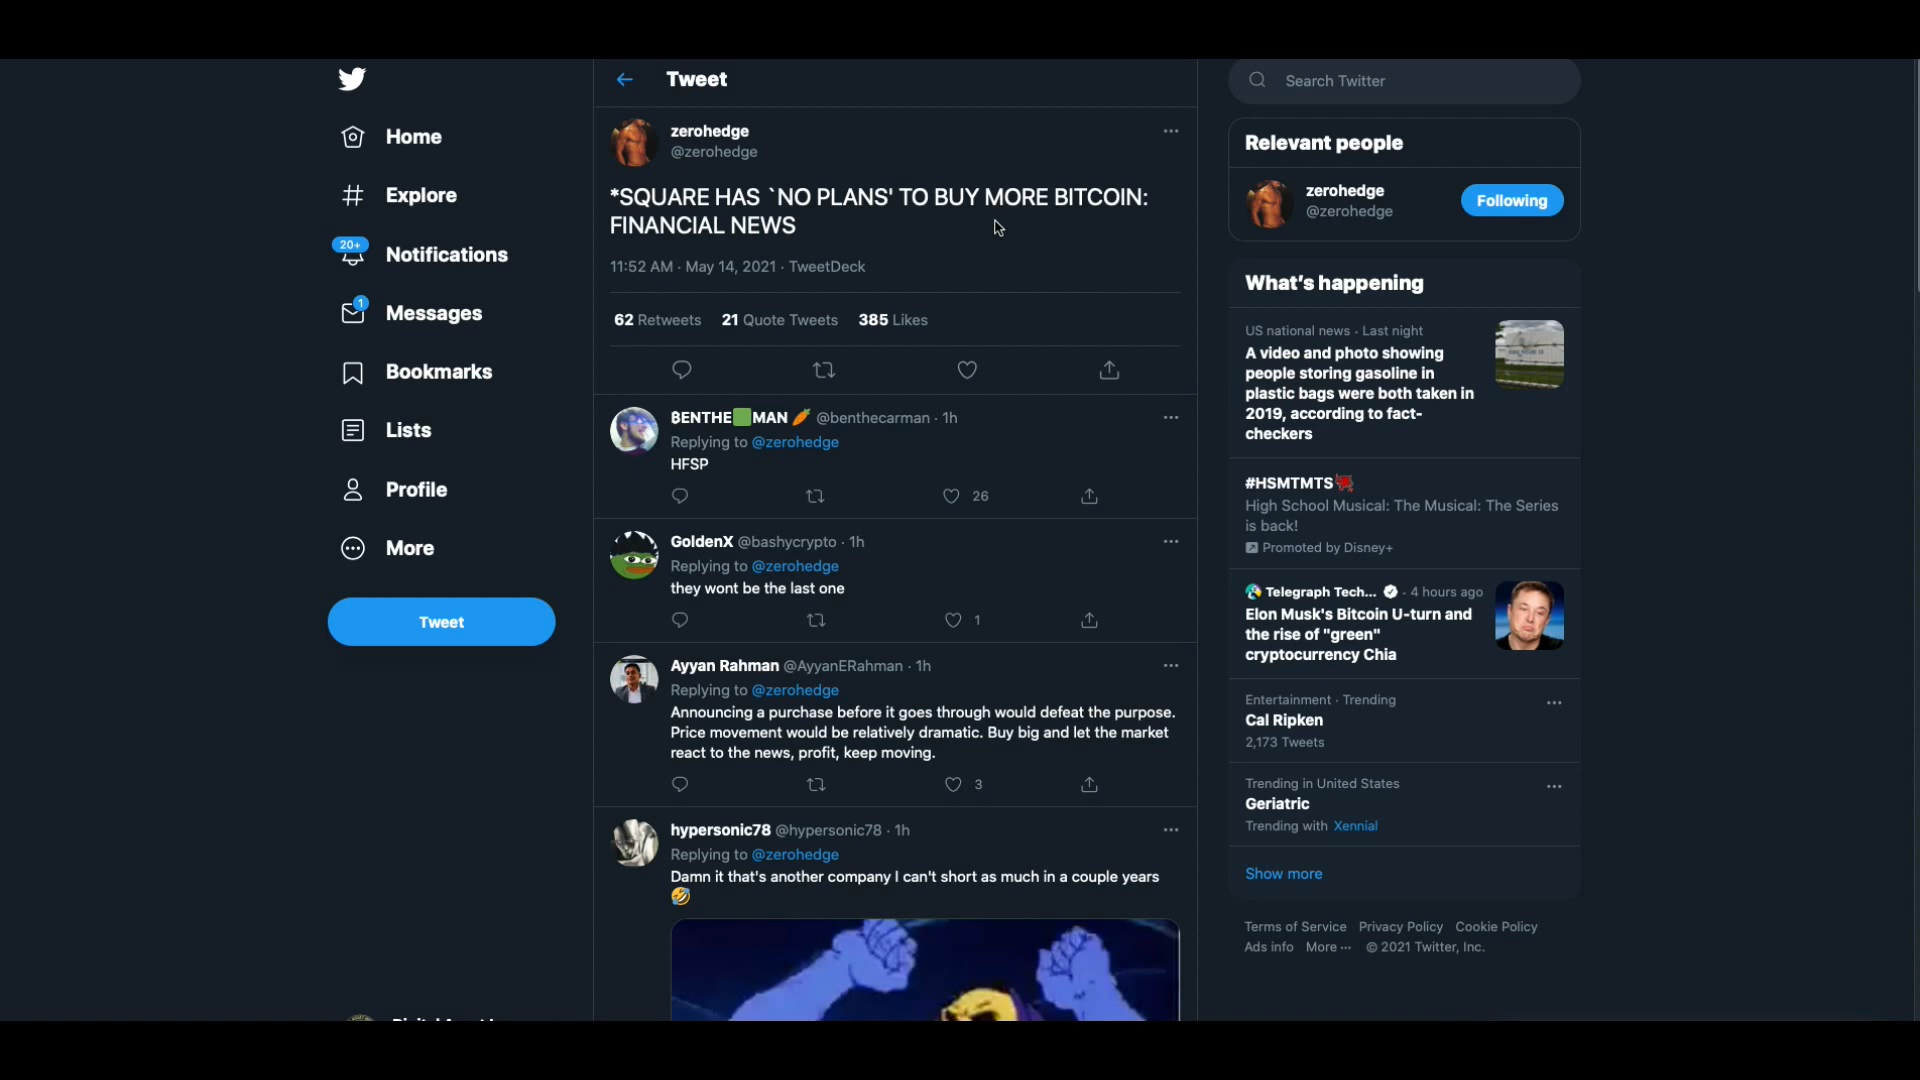 Home
Explore
20+
Notifications
1
Messages
Bookmarks
Lists
Profile
More
Tweet
Tweet
zerohedge
@zerohedge
*SQUARE HAS `NO PLANS' TO BUY MORE BITCOIN:
FINANCIAL NEWS
11:52 AM · May 14, 2021 · TweetDeck
62 Retweets 21 Quote Tweets 385 Likes
₿ENTHE🟩MAN 🥕 @benthecarman · 1h
Replying to @zerohedge
HFSP
26
GoldenX @bashycrypto · 1h
Replying to @zerohedge
they wont be the last one
1
Ayyan Rahman @AyyanERahman · 1h
Replying to @zerohedge
Announcing a purchase before it goes through would defeat the purpose.
Price movement would be relatively dramatic. Buy big and let the market
react to the news, profit, keep moving.
3
hypersonic78 @hypersonic78 · 1h
Replying to @zerohedge
Damn it that's another company I can't short as much in a couple years
🤣
Search Twitter
Relevant people
zerohedge
@zerohedge
Following
What's happening
US national news · Last night
A video and photo showing
people storing gasoline in
plastic bags were both taken in
2019, according to fact-
checkers
#HSMTMTS
High School Musical: The Musical: The Series
is back!
Promoted by Disney+
Telegraph Tech... · 4 hours ago
Elon Musk's Bitcoin U-turn and
the rise of "green"
cryptocurrency Chia
Entertainment · Trending
Cal Ripken
2,173 Tweets
Trending in United States
Geriatric
Trending with Xennial
Show more
Terms of Service Privacy Policy Cookie Policy
Ads info More ··· © 2021 Twitter, Inc.